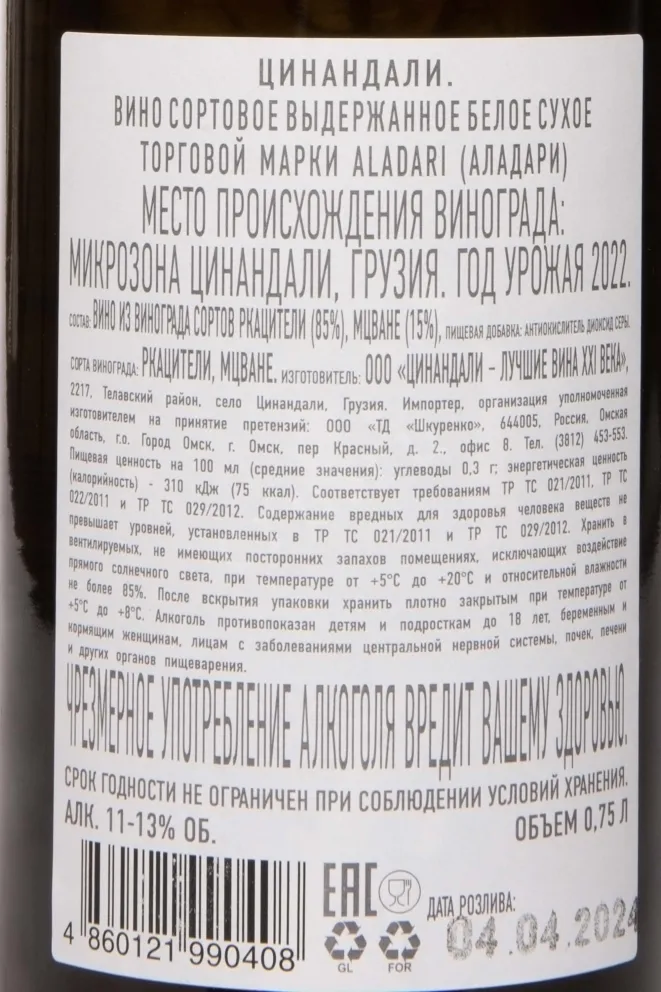 ЦИНАНДАЛИ.
ВИНО СОРТОВОЕ ВЫДЕРЖАННОЕ БЕЛОЕ СУХОЕ
ТОРГОВОЙ МАРКИ ALADARI (АЛАДАРИ)
МЕСТО ПРОИСХОЖДЕНИЯ ВИНОГРАДА:
МИКРОЗОНА ЦИНАНДАЛИ, ГРУЗИЯ. ГОД УРОЖАЯ 2022.
СОСТАВ: ВИНО ИЗ ВИНОГРАДА СОРТОВ РКАЦИТЕЛИ (85%), МЦВАНЕ (15%), ПИЩЕВАЯ ДОБАВКА: АНТИОКИСЛИТЕЛЬ ДИОКСИД СЕРЫ.
СОРТА ВИНОГРАДА: РКАЦИТЕЛИ, МЦВАНЕ. ИЗГОТОВИТЕЛЬ: ООО «ЦИНАНДАЛИ – ЛУЧШИЕ ВИНА XXI ВЕКА»,
2217, Телавский район, село Цинандали, Грузия. Импортер, организация уполномоченная
изготовителем на принятие претензий: ООО «ТД «Шкуренко», 644005, Россия, Омская
область, г.о. Город Омск, г. Омск, пер Красный, д. 2., офис 8. Тел. (3812) 453-553.
Пищевая ценность на 100 мл (средние значения): углеводы 0,3 г; энергетическая ценность
(калорийность) - 310 кДж (75 ккал). Соответствует требованиям ТР ТС 021/2011, ТР ТС
022/2011 и ТР ТС 029/2012. Содержание вредных для здоровья человека веществ не
превышает уровней, установленных в ТР ТС 021/2011 и ТР ТС 029/2012. Хранить в
вентилируемых, не имеющих посторонних запахов помещениях, исключающих воздействие
прямого солнечного света, при температуре от +5°С до +20°С и относительной влажности
не более 85%. После вскрытия упаковки хранить плотно закрытым при температуре от
+5°С до +8°С. Алкоголь противопоказан детям и подросткам до 18 лет, беременным и
кормящим женщинам, лицам с заболеваниями центральной нервной системы, почек, печени
и других органов пищеварения.
ЧРЕЗМЕРНОЕ УПОТРЕБЛЕНИЕ АЛКОГОЛЯ ВРЕДИТ ВАШЕМУ ЗДОРОВЬЮ.
СРОК ГОДНОСТИ НЕ ОГРАНИЧЕН ПРИ СОБЛЮДЕНИИ УСЛОВИЙ ХРАНЕНИЯ.
АЛК. 11-13% ОБ. ОБЪЕМ 0,75 Л
EAC
ДАТА РОЗЛИВА:
04.04.2024
GL FOR
4 860121 990408